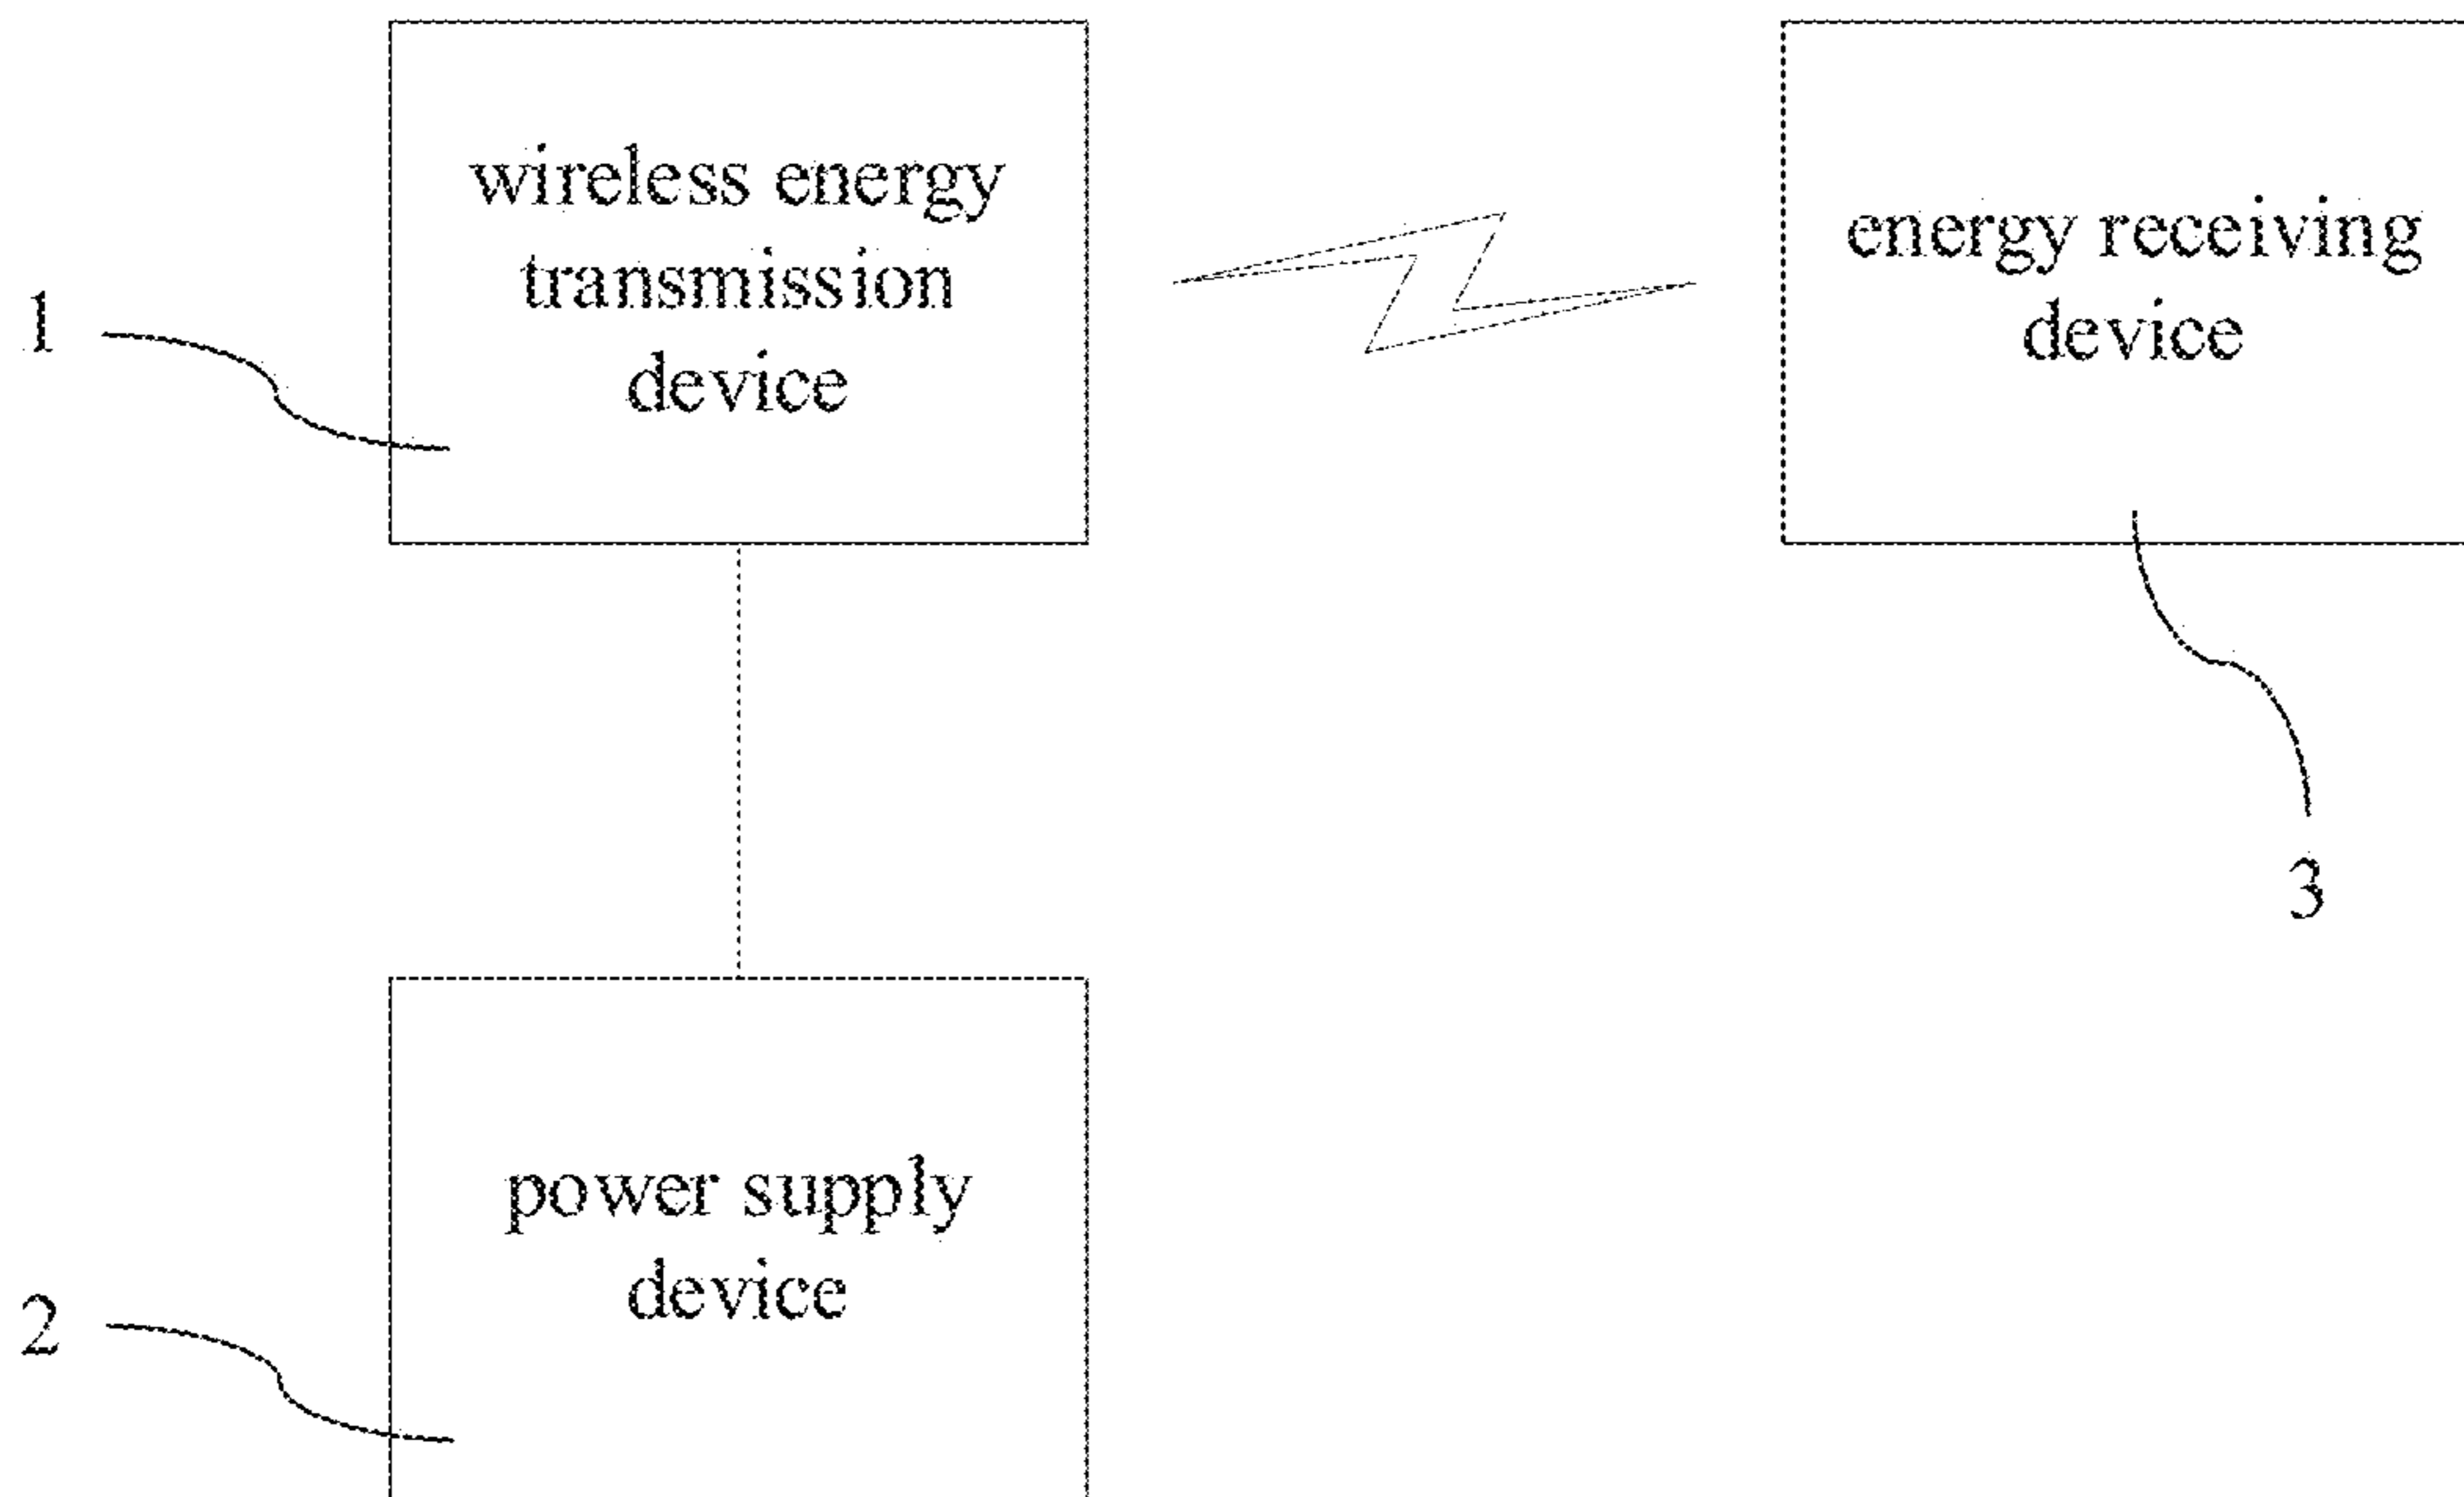 wireless energy
transmission
device
1
energy receiving
device
3
power supply
device
2